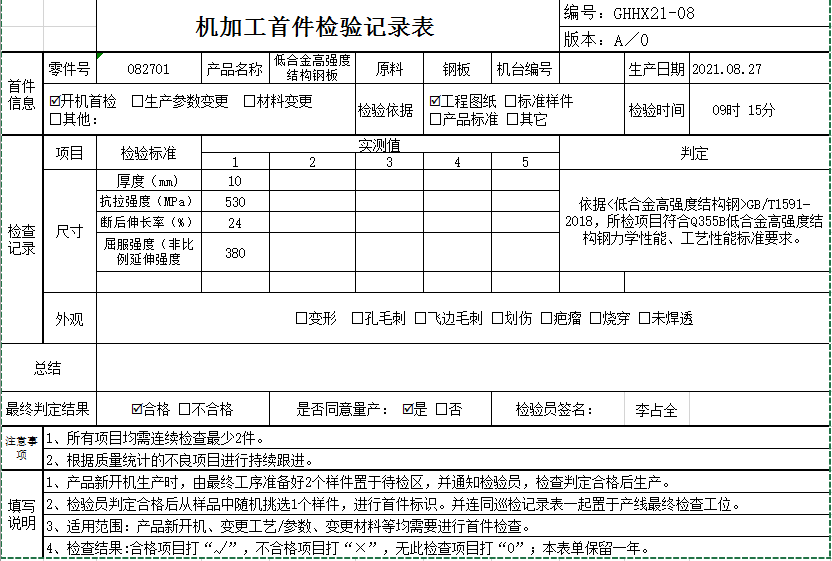 机加工首件检验记录表
编号：GHHX21-08
版本：A／0
首件信息
零件号 082701 产品名称 低合金高强度结构钢板 原料 钢板 机台编号 生产日期 2021.08.27
☑开机首检 □生产参数变更 □材料变更
□其他：
检验依据
☑工程图纸 □标准样件
□产品标准 □其它
检验时间 09时 15分
检查记录
项目 检验标准 实测值 判定
1 2 3 4 5
尺寸
厚度（mm） 10
抗拉强度（MPa） 530
断后伸长率（%） 24
屈服强度（非比例延伸强度 380
依据<低合金高强度结构钢>GB/T1591-
2018，所检项目符合Q355B低合金高强度结
构钢力学性能、工艺性能标准要求。
外观 □变形 □孔毛刺 □飞边毛刺 □划伤 □疤瘤 □烧穿 □未焊透
总结
最终判定结果 ☑合格 □不合格 是否同意量产：☑是 □否 检验员签名： 李占全
注意事项
1、所有项目均需连续检查最少2件。
2、根据质量统计的不良项目进行持续跟进。
填写说明
1、产品新开机生产时，由最终工序准备好2个样件置于待检区，并通知检验员，检查判定合格后生产。
2、检验员判定合格后从样品中随机挑选1个样件，进行首件标识。并连同巡检记录表一起置于产线最终检查工位。
3、适用范围：产品新开机、变更工艺/参数、变更材料等均需要进行首件检查。
4、检查结果:合格项目打“√”，不合格项目打“×”，无此检查项目打“0”；本表单保留一年。